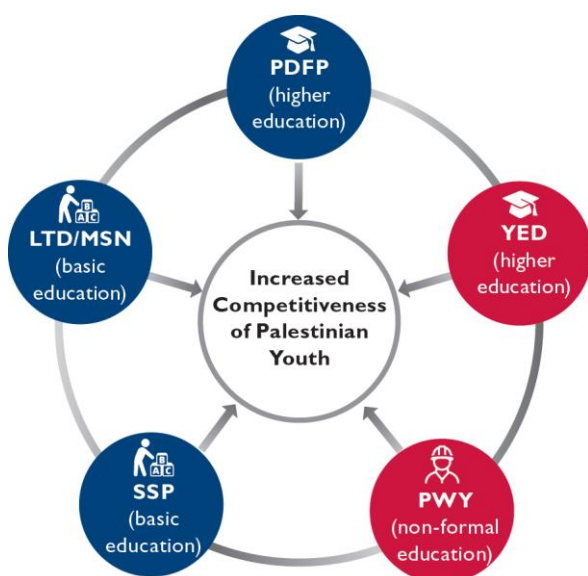 PDFP
(higher
education)
LTD/MSN
(basic
education)
YED
(higher
education)
Increased
Competitiveness
of Palestinian
Youth
SSP
(basic
education)
PWY
(non-formal
education)